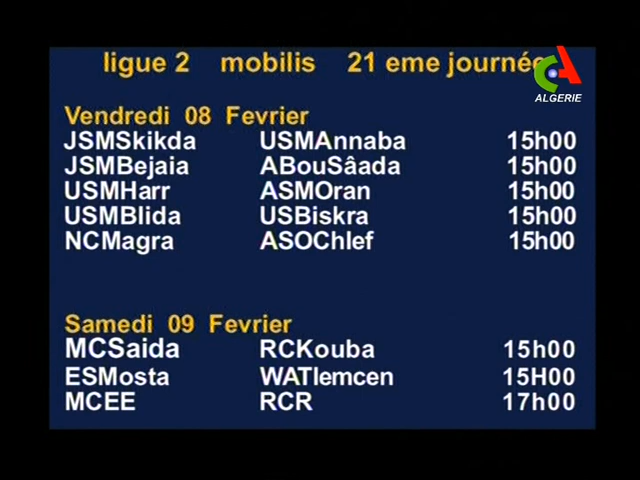 ligue 2 mobilis 21 eme journée
ALGERIE
Vendredi 08 Fevrier
JSMSkikda USMAnnaba 15h00
JSMBejaia ABouSâada 15h00
USMHarr ASMOran 15h00
USMBlida USBiskra 15h00
NCMagra ASOChlef 15h00
Samedi 09 Fevrier
MCSaida RCKouba 15h00
ESMosta WATlemcen 15H00
MCEE RCR 17h00